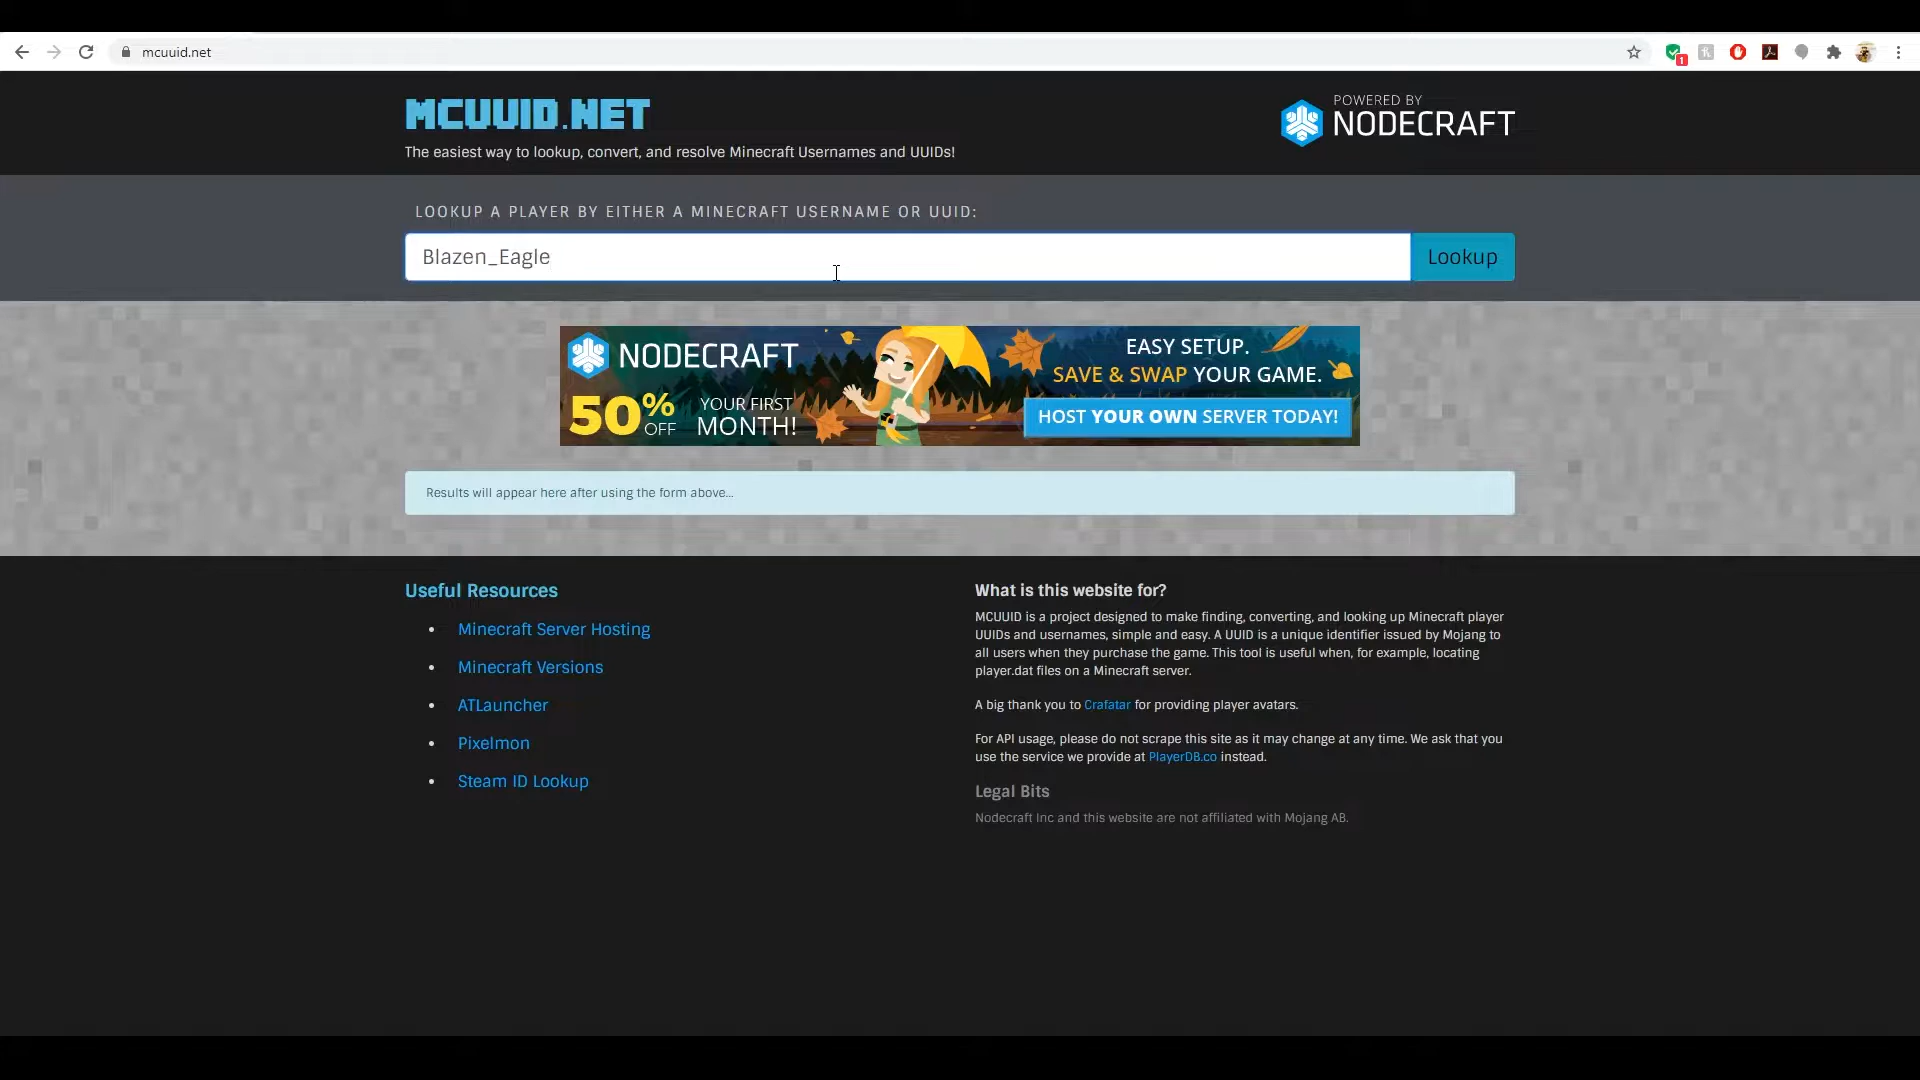 mcuuid.net
1
MCUUID.NET
The easiest way to lookup, convert, and resolve Minecraft Usernames and UUIDs!
POWERED BY
NODECRAFT
LOOKUP A PLAYER BY EITHER A MINECRAFT USERNAME OR UUID:
Blazen_Eagle
Lookup
NODECRAFT
50% OFF
YOUR FIRST
MONTH!
EASY SETUP.
SAVE & SWAP YOUR GAME.
HOST YOUR OWN SERVER TODAY!
Results will appear here after using the form above...
Useful Resources
• Minecraft Server Hosting
• Minecraft Versions
• ATLauncher
• Pixelmon
• Steam ID Lookup
What is this website for?
MCUUID is a project designed to make finding, converting, and looking up Minecraft player
UUIDs and usernames, simple and easy. A UUID is a unique identifier issued by Mojang to
all users when they purchase the game. This tool is useful when, for example, locating
player.dat files on a Minecraft server.
A big thank you to Crafatar for providing player avatars.
For API usage, please do not scrape this site as it may change at any time. We ask that you
use the service we provide at PlayerDB.co instead.
Legal Bits
Nodecraft Inc and this website are not affiliated with Mojang AB.